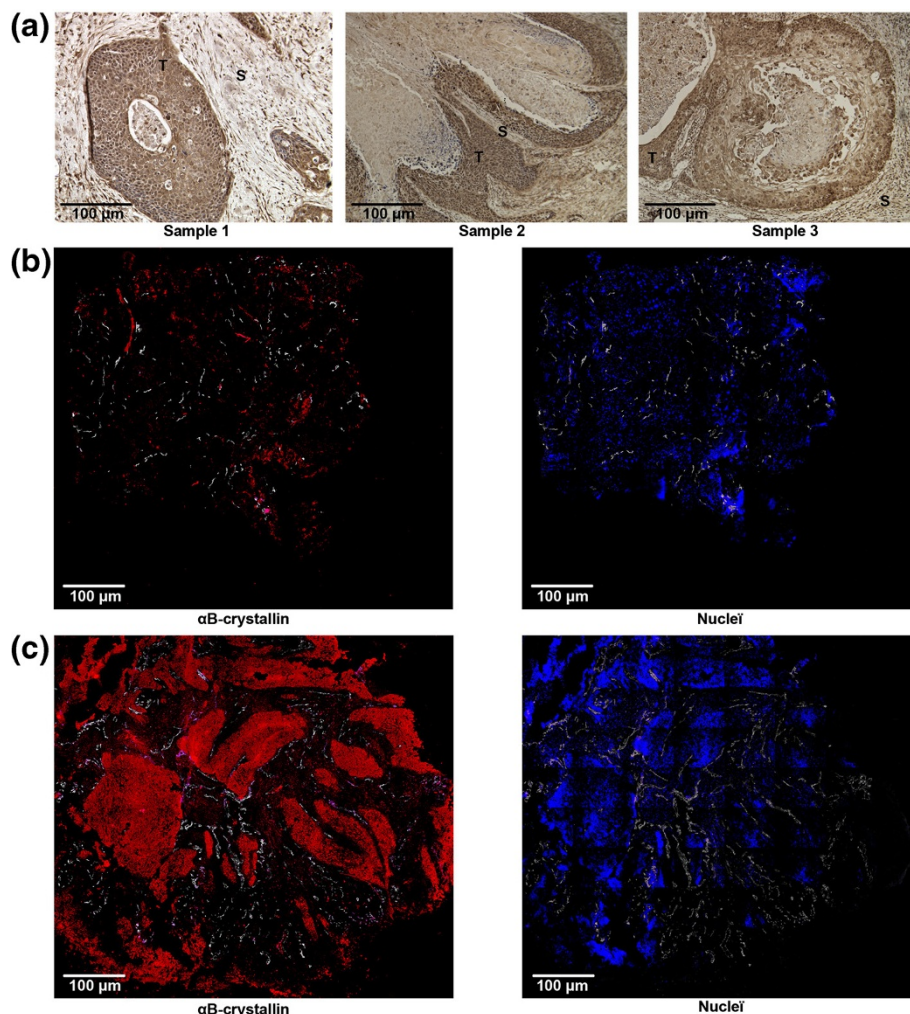 (a)
T
S
100 µm
Sample 1
S
T
100 µm
Sample 2
T
S
100 µm
Sample 3
(b)
100 µm
αB-crystallin
100 µm
Nucleï
(c)
100 µm
αB-crystallin
100 µm
Nucleï